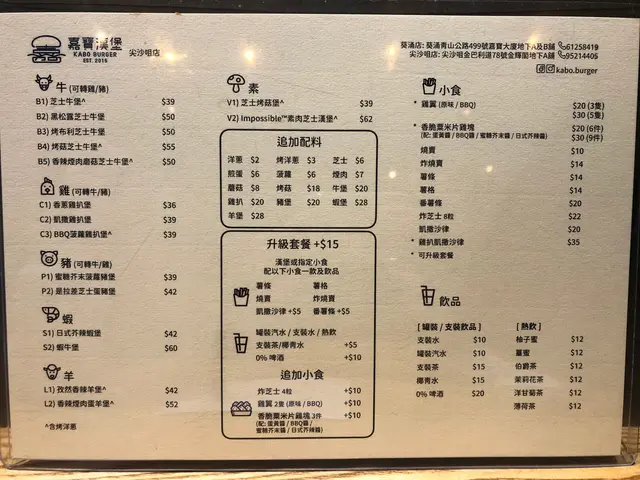 嘉寶漢堡
KABO BURGER
EST. 2015
尖沙咀店
葵涌店: 葵涌青山公路499號嘉寶大廈地下A及B舖 61258419
尖沙咀店: 尖沙咀金巴利道78號金輝閣地下A舖 95214405
kabo.burger
牛 (可轉雞/豬)
B1) 芝士牛堡^ $39
B2) 黑松露芝士牛堡 $50
B3) 烤布利芝士牛堡 $50
B4) 烤菇芝士牛堡^ $55
B5) 香辣煙肉磨菇芝士牛堡^ $50
雞 (可轉牛/豬)
C1) 香蔥雞扒堡 $36
C2) 凱撒雞扒堡 $39
C3) BBQ菠蘿雞扒堡^ $39
豬 (可轉牛/雞)
P1) 蜜糖芥末菠蘿豬堡 $39
P2) 是拉差芝士蛋豬堡 $42
蝦
S1) 日式芥辣蝦堡 $42
S2) 蝦牛堡 $60
羊
L1) 孜然香辣羊堡^ $42
L2) 香辣煙肉蛋羊堡^ $52
^含烤洋蔥
素
V1) 芝士烤菇堡^ $39
V2) Impossible™素肉芝士漢堡^ $62
追加配料
洋蔥 $2 烤洋蔥 $3 芝士 $6
煎蛋 $6 菠蘿 $6 煙肉 $7
蘑菇 $8 烤菇 $18 牛堡 $20
雞扒 $20 豬堡 $20 蝦堡 $28
羊堡 $28
升級套餐 +$15
漢堡或指定小食
配以下小食一款及飲品
薯條 薯格
燒賣 炸燒賣
凱撒沙律 +$5 番薯條 +$5
罐裝汽水 / 支裝水 / 熱飲
支裝茶/椰青水 +$5
0% 啤酒 +$10
追加小食
炸芝士 4粒 +$10
雞翼 2隻 (原味 / BBQ) +$10
香脆粟米片雞塊 3件 +$10
(配: 蛋黃醬 / BBQ醬 /
蜜糖芥末醬 / 日式芥辣醬)
小食
* 雞翼 (原味 / BBQ) $20 (3隻)
$30 (5隻)
* 香脆粟米片雞塊 $20 (6件)
(配: 蛋黃醬 / BBQ醬 / 蜜糖芥末醬 / 日式芥辣醬) $30 (9件)
燒賣 $10
炸燒賣 $14
薯條 $14
薯格 $14
番薯條 $20
炸芝士 8粒 $22
凱撒沙律 $20
* 雞扒凱撒沙律 $35
* 可升級套餐
飲品
[ 罐裝 / 支裝飲品 ]
支裝水 $10
罐裝汽水 $10
支裝茶 $15
椰青水 $15
0% 啤酒 $20
[ 熱飲 ]
柚子蜜 $12
薑蜜 $12
伯爵茶 $12
茉莉花茶 $12
洋甘菊茶 $12
薄荷茶 $12